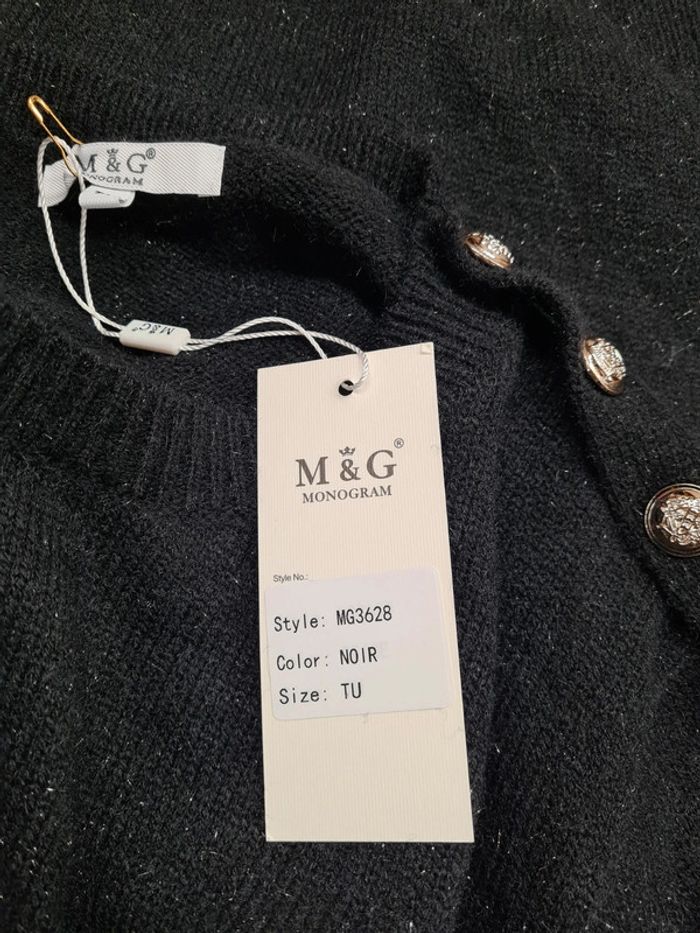 M & G®
MONOGRAM
M&G®
M & G®
MONOGRAM
Style No.:
Style: MG3628
Color: NOIR
Size: TU